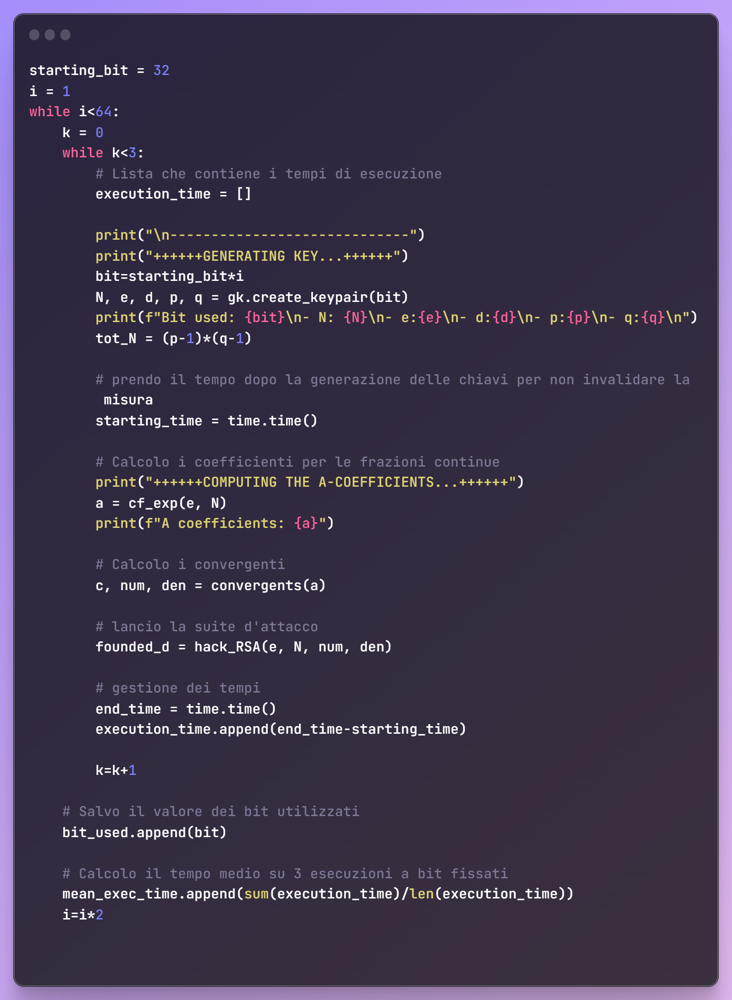 starting_bit = 32
i = 1
while i<64:
    k = 0
    while k<3:
        # Lista che contiene i tempi di esecuzione
        execution_time = []

        print("\n-----------------------------")
        print("++++++GENERATING KEY...++++++")
        bit=starting_bit*i
        N, e, d, p, q = gk.create_keypair(bit)
        print(f"Bit used: {bit}\n- N: {N}\n- e:{e}\n- d:{d}\n- p:{p}\n- q:{q}\n")
        tot_N = (p-1)*(q-1)

        # prendo il tempo dopo la generazione delle chiavi per non invalidare la
         misura
        starting_time = time.time()

        # Calcolo i coefficienti per le frazioni continue
        print("++++++COMPUTING THE A-COEFFICIENTS...++++++")
        a = cf_exp(e, N)
        print(f"A coefficients: {a}")

        # Calcolo i convergenti
        c, num, den = convergents(a)

        # lancio la suite d'attacco
        founded_d = hack_RSA(e, N, num, den)

        # gestione dei tempi
        end_time = time.time()
        execution_time.append(end_time-starting_time)

        k=k+1

    # Salvo il valore dei bit utilizzati
    bit_used.append(bit)

    # Calcolo il tempo medio su 3 esecuzioni a bit fissati
    mean_exec_time.append(sum(execution_time)/len(execution_time))
    i=i*2